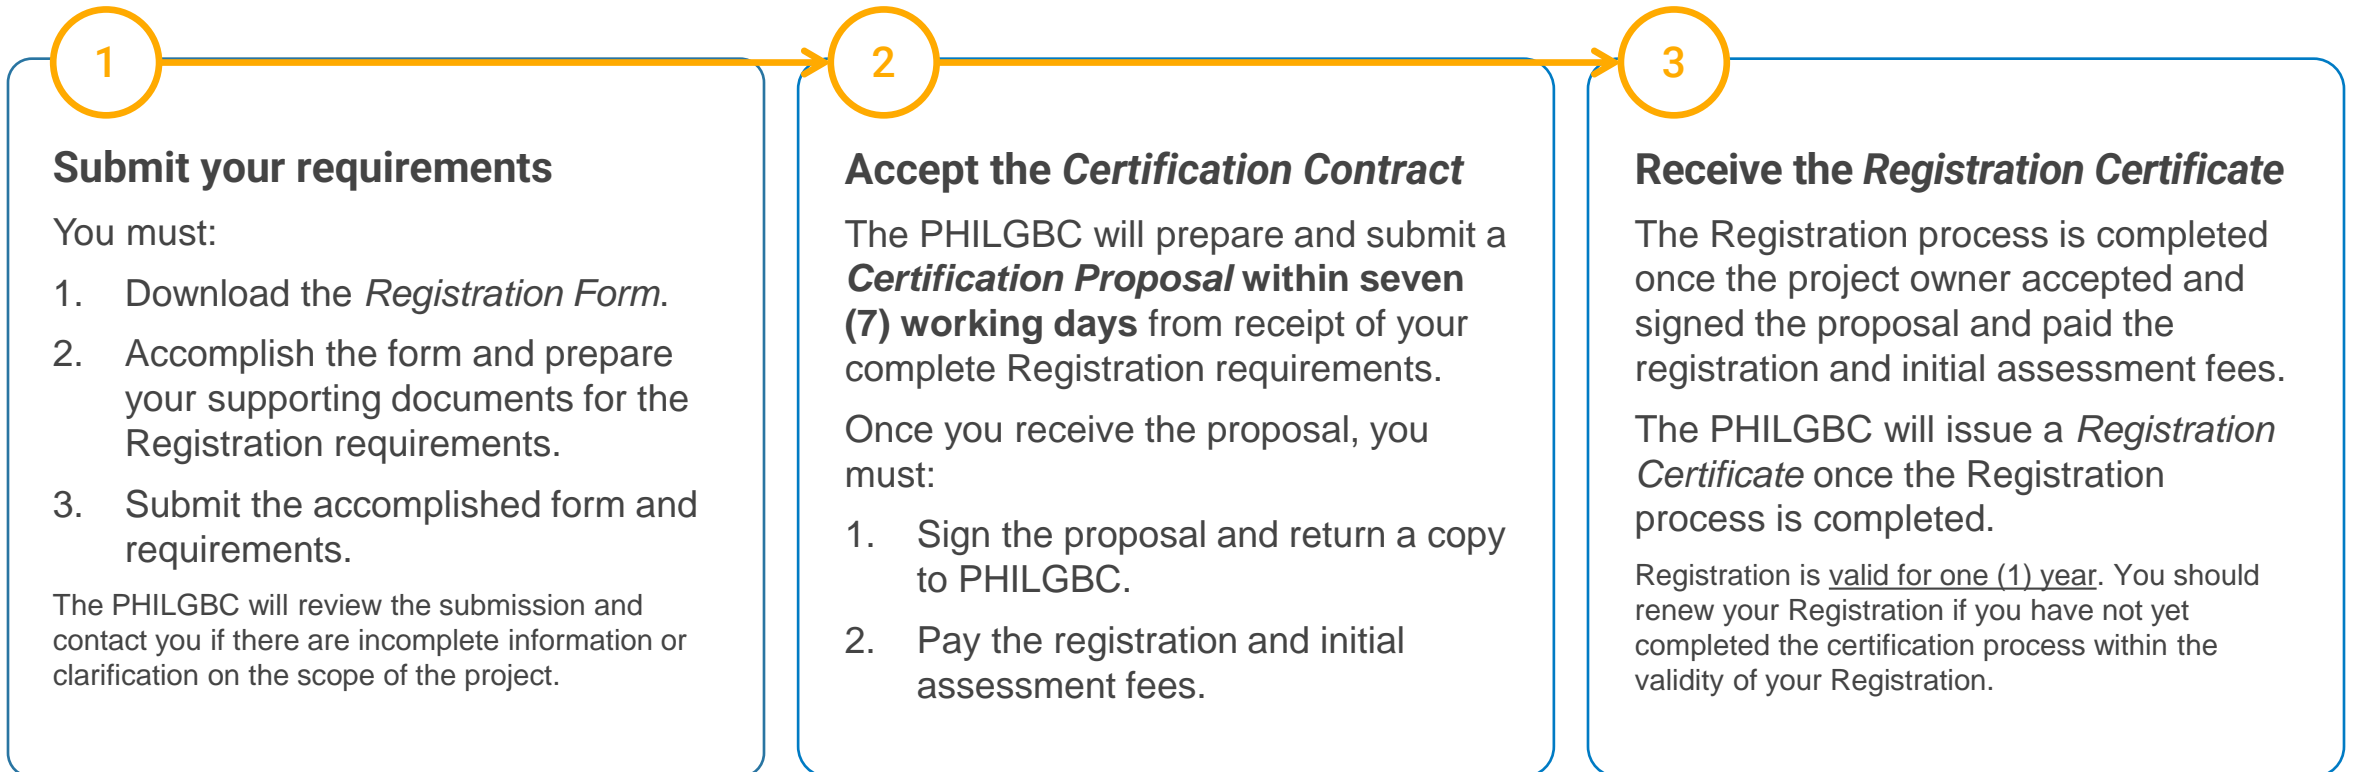 1
Submit your requirements
You must:
1. Download the Registration Form.
2. Accomplish the form and prepare
your supporting documents for the
Registration requirements.
3. Submit the accomplished form and
requirements.
The PHILGBC will review the submission and
contact you if there are incomplete information or
clarification on the scope of the project.
2
Accept the Certification Contract
The PHILGBC will prepare and submit a
Certification Proposal within seven
(7) working days from receipt of your
complete Registration requirements.
Once you receive the proposal, you
must:
1. Sign the proposal and return a copy
to PHILGBC.
2. Pay the registration and initial
assessment fees.
3
Receive the Registration Certificate
The Registration process is completed
once the project owner accepted and
signed the proposal and paid the
registration and initial assessment fees.
The PHILGBC will issue a Registration
Certificate once the Registration
process is completed.
Registration is valid for one (1) year. You should
renew your Registration if you have not yet
completed the certification process within the
validity of your Registration.